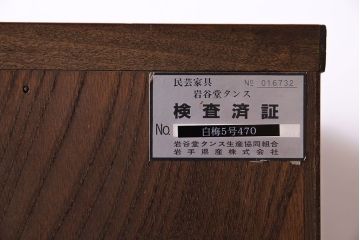 民芸家具 No 016732
岩谷堂タンス
検査済証
No. 白梅5号470
岩谷堂タンス生産協同組合
岩手県産株式会社